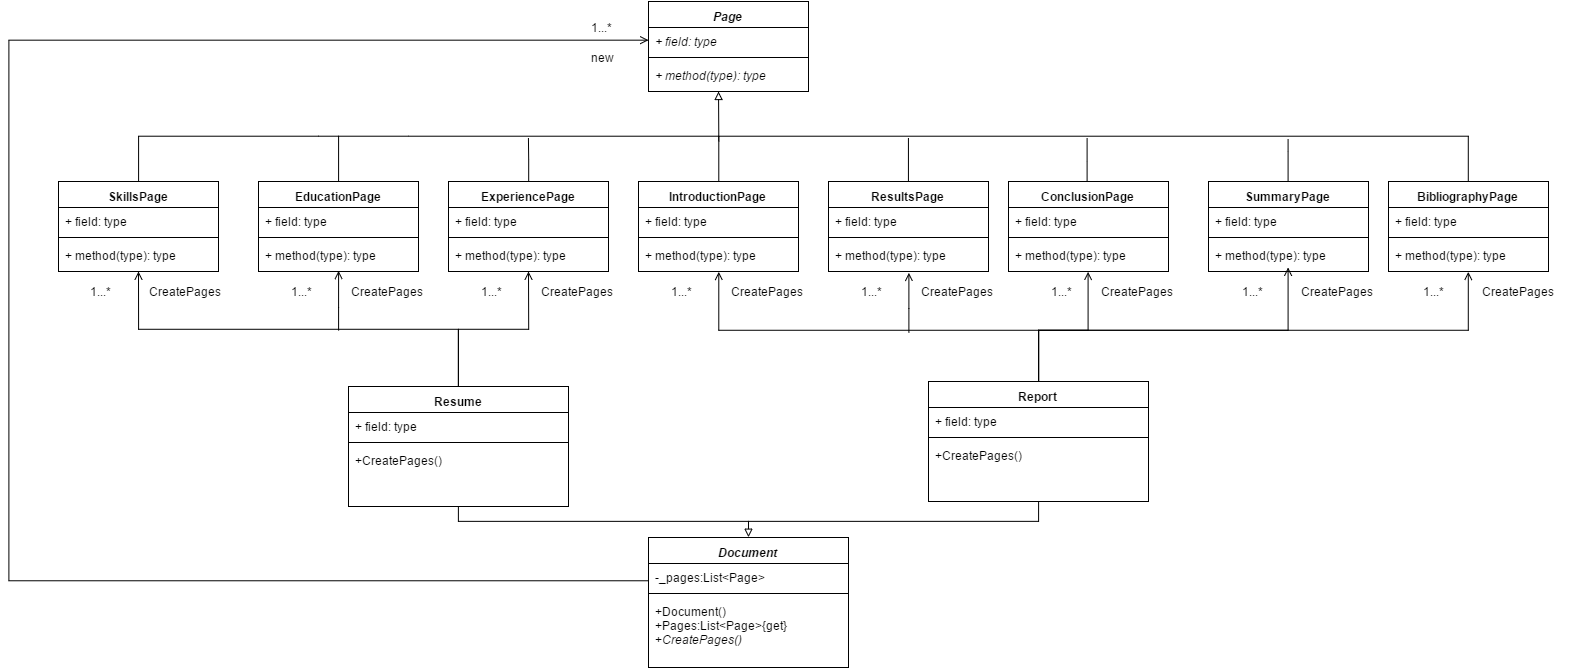 Page
+ field: type
+ method(type): type
1...*
new
SkillsPage
+ field: type
+ method(type): type
EducationPage
+ field: type
+ method(type): type
ExperiencePage
+ field: type
+ method(type): type
IntroductionPage
+ field: type
+ method(type): type
ResultsPage
+ field: type
+ method(type): type
ConclusionPage
+ field: type
+ method(type): type
SummaryPage
+ field: type
+ method(type): type
BibliographyPage
+ field: type
+ method(type): type
1...* CreatePages
1...* CreatePages
1...* CreatePages
1...* CreatePages
1...* CreatePages
1...* CreatePages
1...* CreatePages
1...* CreatePages
Resume
+ field: type
+CreatePages()
Report
+ field: type
+CreatePages()
Document
-_pages:List<Page>
+Document()
+Pages:List<Page>{get}
+CreatePages()